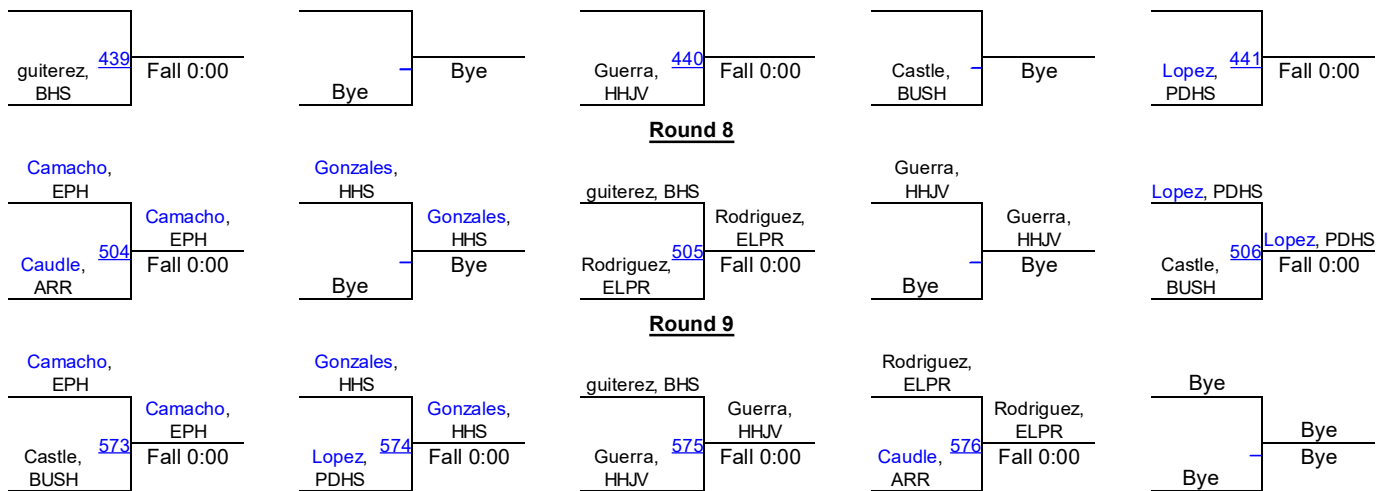 439
guiterez,
BHS
Fall 0:00
Bye
Bye
440
Guerra,
HHJV
Fall 0:00
Castle,
BUSH
Bye
441
Lopez,
PDHS
Fall 0:00
Round 8
Camacho,
EPH
Camacho,
EPH
504
Caudle,
ARR
Fall 0:00
Gonzales,
HHS
Gonzales,
HHS
Bye
Bye
guiterez, BHS
Rodriguez,
ELPR
505
Rodriguez,
ELPR
Fall 0:00
Guerra,
HHJV
Guerra,
HHJV
Bye
Bye
Lopez, PDHS
Lopez, PDHS
506
Castle,
BUSH
Fall 0:00
Round 9
Camacho,
EPH
Camacho,
EPH
573
Castle,
BUSH
Fall 0:00
Gonzales,
HHS
Gonzales,
HHS
574
Lopez,
PDHS
Fall 0:00
guiterez, BHS
Guerra,
HHJV
575
Guerra,
HHJV
Fall 0:00
Rodriguez,
ELPR
Rodriguez,
ELPR
576
Caudle,
ARR
Fall 0:00
Bye
Bye
Bye
Bye